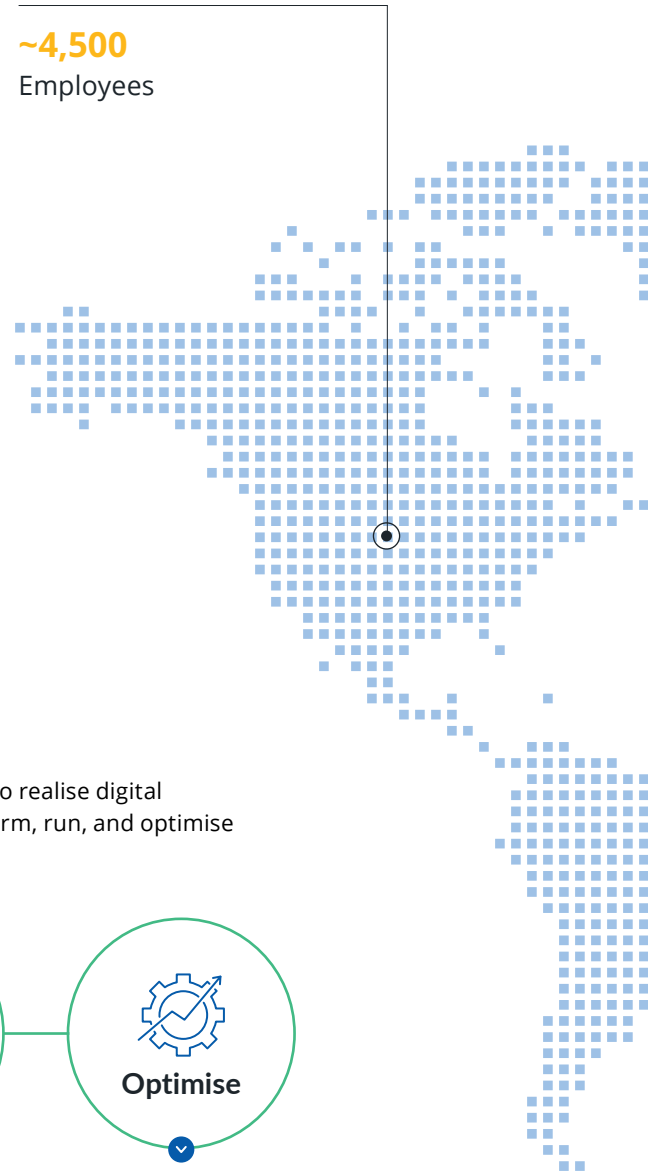 ~4,500
Employees
o realise digital
rm, run, and optimise
Optimise